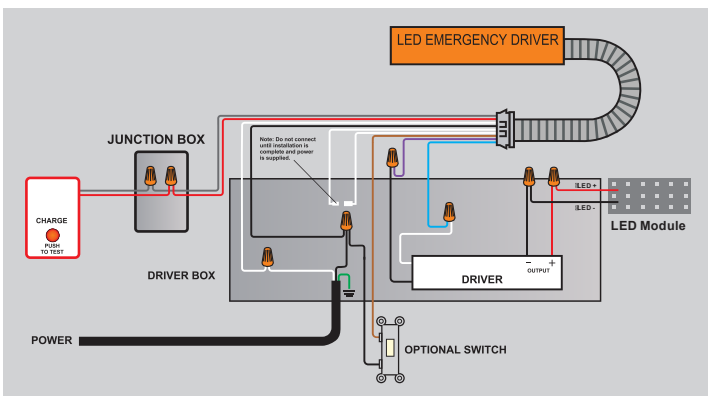 LED EMERGENCY DRIVER
JUNCTION BOX
Note: Do not connect
until installation is
complete and power
is supplied.
LED +
LED -
LED Module
CHARGE
PUSH
TO TEST
DRIVER BOX
- +
OUTPUT
DRIVER
POWER
OPTIONAL SWITCH